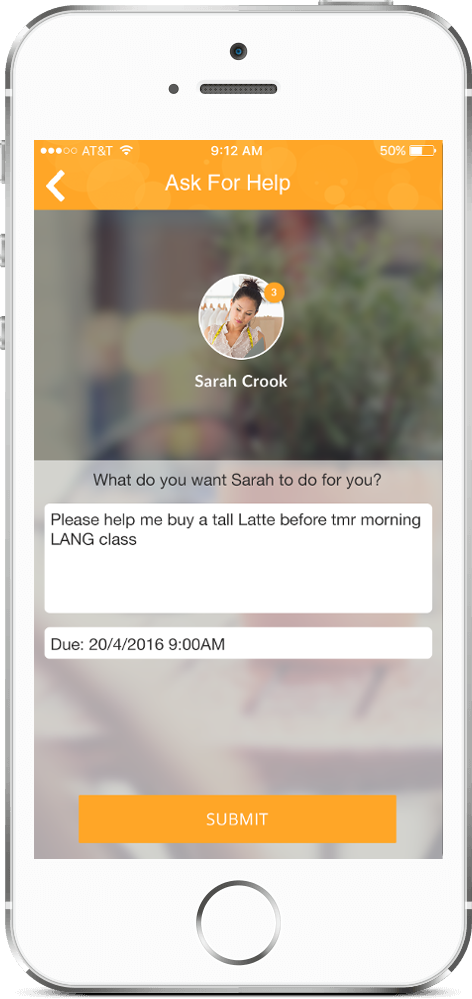 AT&T 9:12 AM 50%
Ask For Help
3
Sarah Crook
What do you want Sarah to do for you?
Please help me buy a tall Latte before tmr morning
LANG class
Due: 20/4/2016 9:00AM
SUBMIT